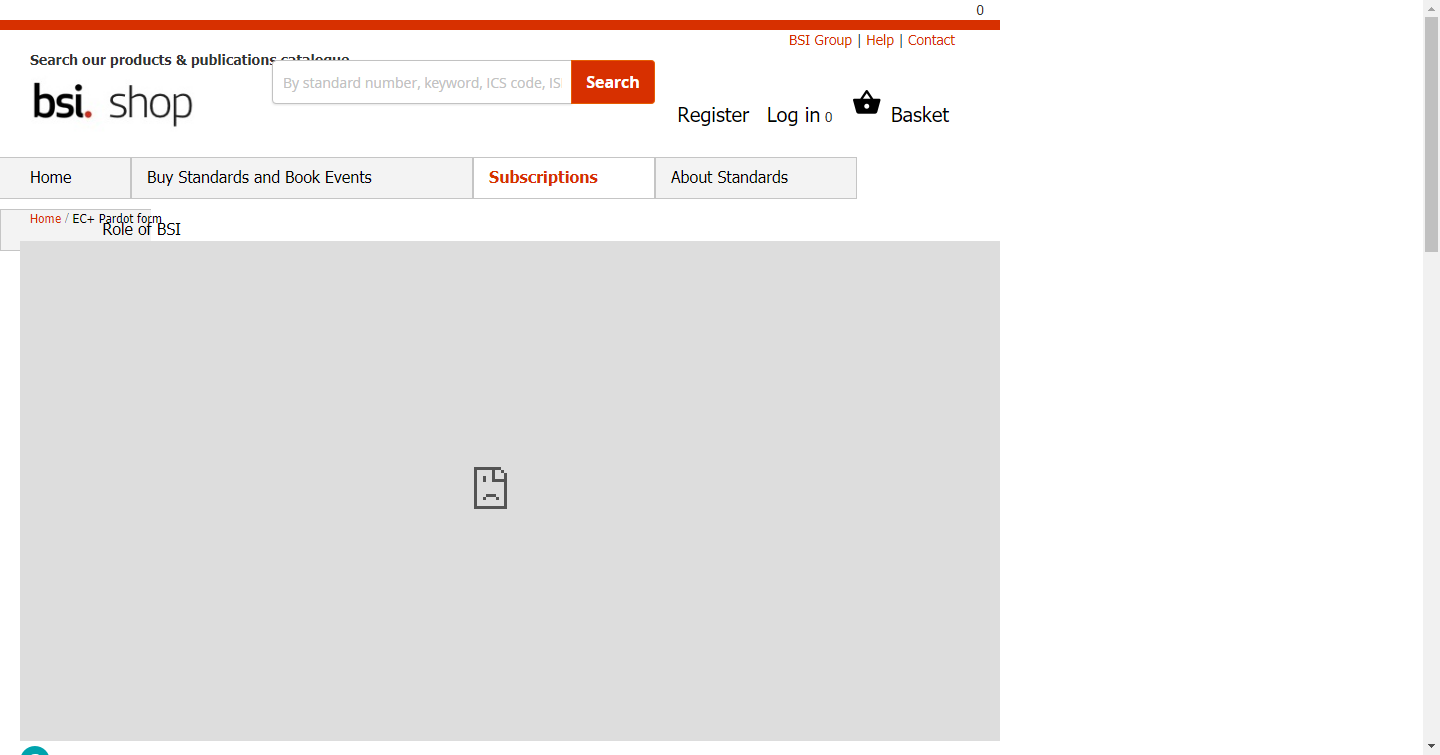 0
BSI Group | Help | Contact
Search our products & publications catalogue
By standard number, keyword, ICS code, IS
Search
bsi. shop
Register Log in 0 Basket
Home Buy Standards and Book Events Subscriptions About Standards
Home / EC+ Pardot form
Role of BSI